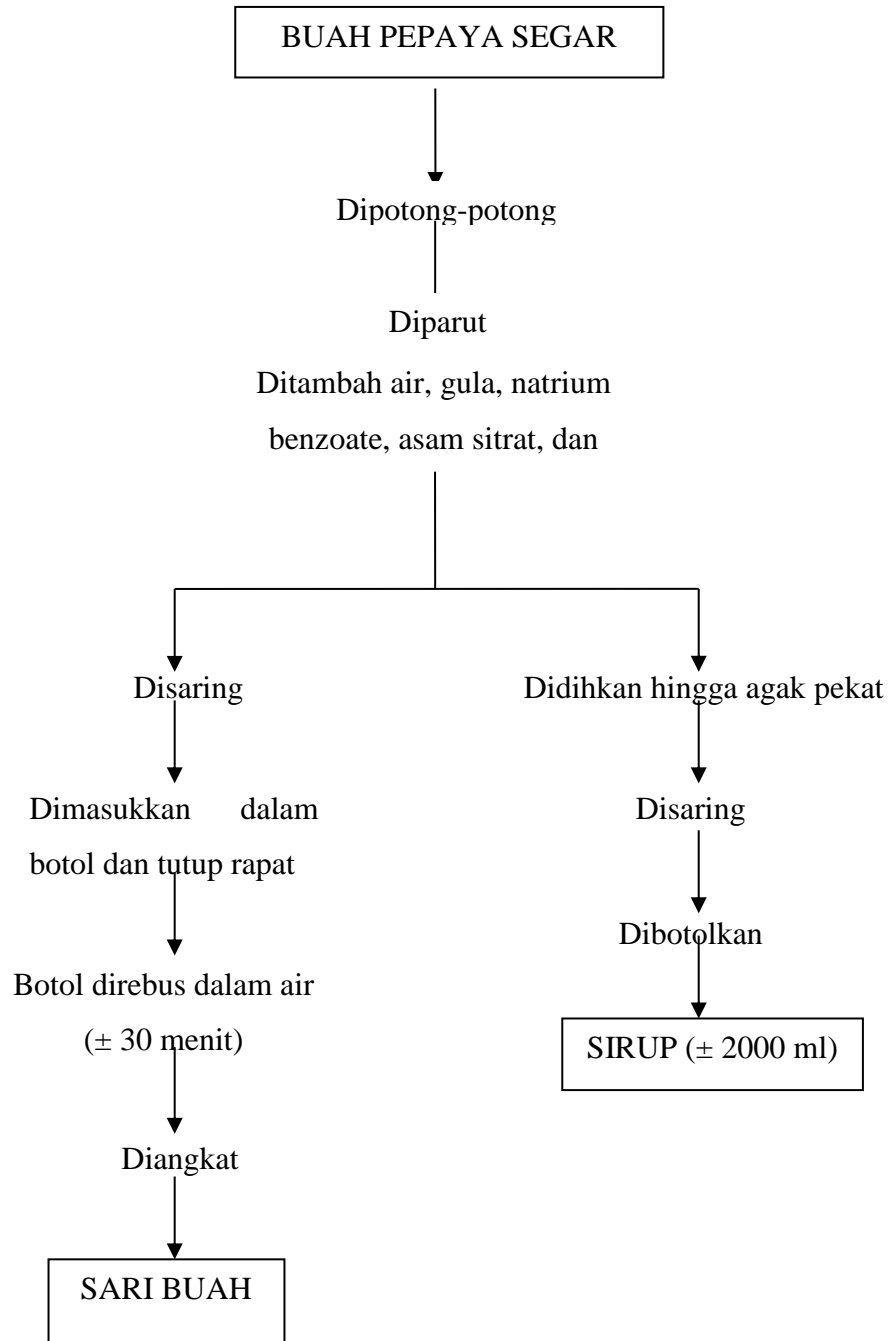 BUAH PEPAYA SEGAR
Dipotong-potong
Diparut
Ditambah air, gula, natrium
benzoate, asam sitrat, dan
Disaring
Dimasukkan dalam
botol dan tutup rapat
Botol direbus dalam air
(± 30 menit)
Diangkat
SARI BUAH
Didihkan hingga agak pekat
Disaring
Dibotolkan
SIRUP (± 2000 ml)